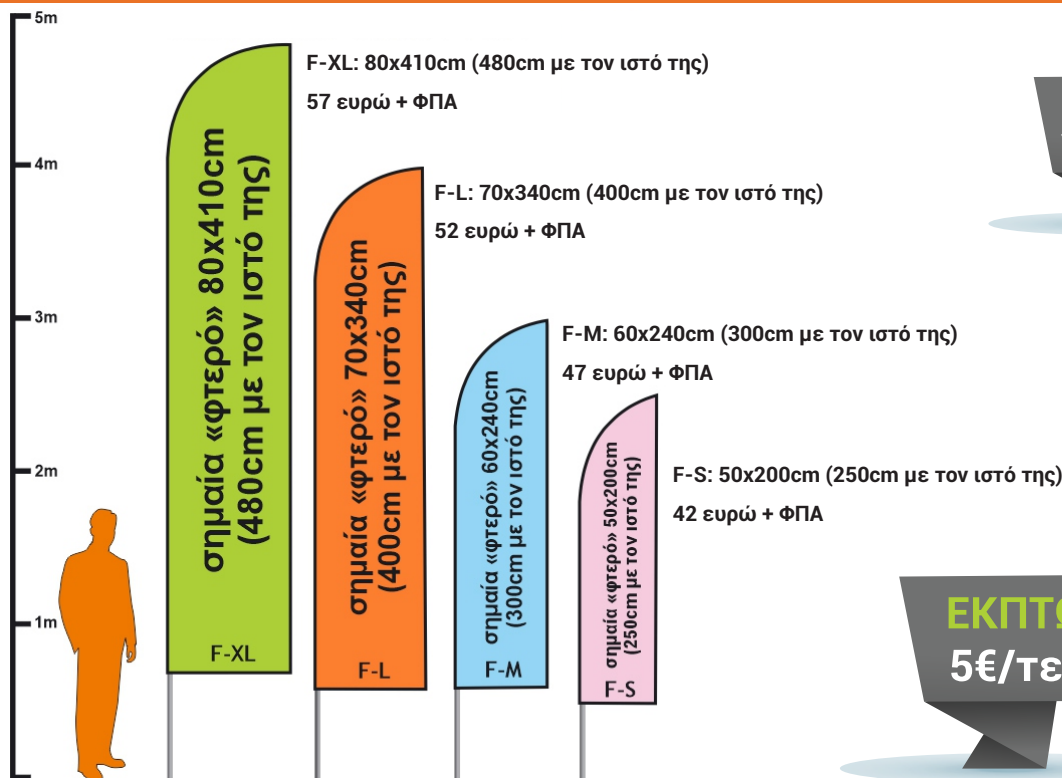 5m
F-XL: 80x410cm (480cm με τον ιστό της)
57 ευρώ + ΦΠΑ
σημαία «φτερό» 80x410cm
(480cm με τον ιστό της)
F-XL
4m
F-L: 70x340cm (400cm με τον ιστό της)
52 ευρώ + ΦΠΑ
σημαία «φτερό» 70x340cm
(400cm με τον ιστό της)
F-L
3m
F-M: 60x240cm (300cm με τον ιστό της)
47 ευρώ + ΦΠΑ
σημαία «φτερό» 60x240cm
(300cm με τον ιστό της)
F-M
2m
F-S: 50x200cm (250cm με τον ιστό της)
42 ευρώ + ΦΠΑ
σημαία «φτερό» 50x200cm
(250cm με τον ιστό της)
F-S
1m
5€/τε